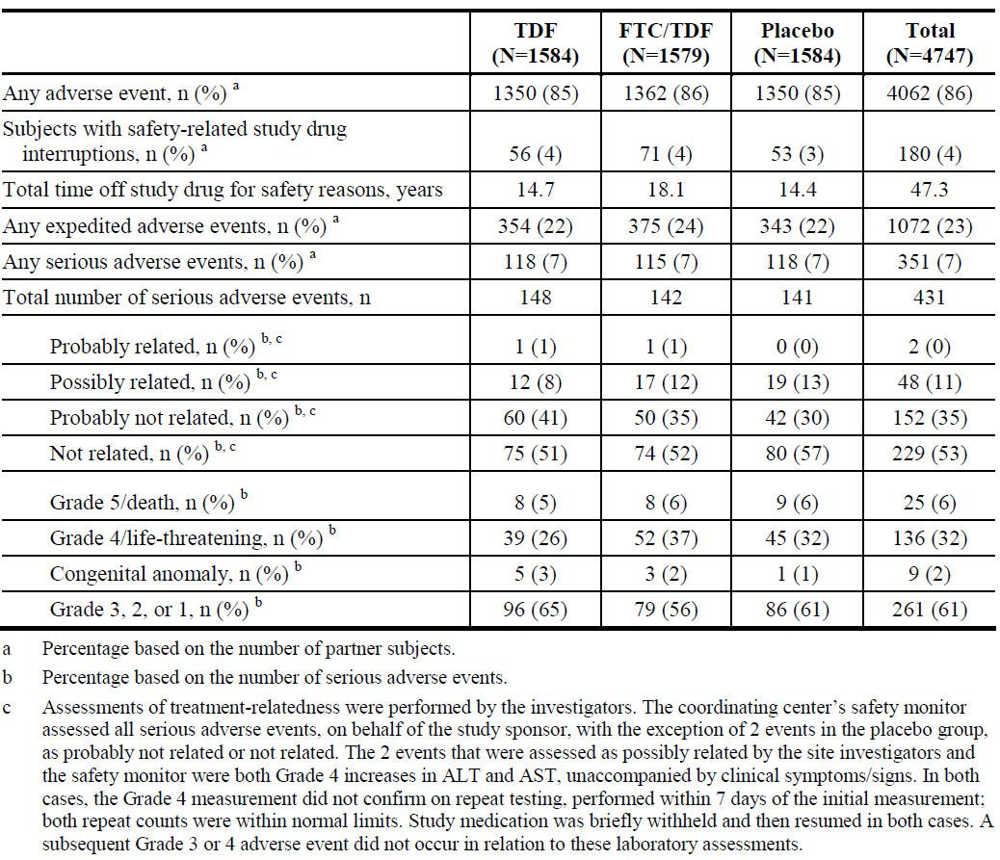 TDF (N=1584) FTC/TDF (N=1579) Placebo (N=1584) Total (N=4747)
Any adverse event, n (%) a 1350 (85) 1362 (86) 1350 (85) 4062 (86)
Subjects with safety-related study drug
interruptions, n (%) a 56 (4) 71 (4) 53 (3) 180 (4)
Total time off study drug for safety reasons, years 14.7 18.1 14.4 47.3
Any expedited adverse events, n (%) a 354 (22) 375 (24) 343 (22) 1072 (23)
Any serious adverse events, n (%) a 118 (7) 115 (7) 118 (7) 351 (7)
Total number of serious adverse events, n 148 142 141 431
Probably related, n (%) b, c 1 (1) 1 (1) 0 (0) 2 (0)
Possibly related, n (%) b, c 12 (8) 17 (12) 19 (13) 48 (11)
Probably not related, n (%) b, c 60 (41) 50 (35) 42 (30) 152 (35)
Not related, n (%) b, c 75 (51) 74 (52) 80 (57) 229 (53)
Grade 5/death, n (%) b 8 (5) 8 (6) 9 (6) 25 (6)
Grade 4/life-threatening, n (%) b 39 (26) 52 (37) 45 (32) 136 (32)
Congenital anomaly, n (%) b 5 (3) 3 (2) 1 (1) 9 (2)
Grade 3, 2, or 1, n (%) b 96 (65) 79 (56) 86 (61) 261 (61)
a Percentage based on the number of partner subjects.
b Percentage based on the number of serious adverse events.
c Assessments of treatment-relatedness were performed by the investigators. The coordinating center's safety monitor
assessed all serious adverse events, on behalf of the study sponsor, with the exception of 2 events in the placebo group,
as probably not related or not related. The 2 events that were assessed as possibly related by the site investigators and
the safety monitor were both Grade 4 increases in ALT and AST, unaccompanied by clinical symptoms/signs. In both
cases, the Grade 4 measurement did not confirm on repeat testing, performed within 7 days of the initial measurement;
both repeat counts were within normal limits. Study medication was briefly withheld and then resumed in both cases. A
subsequent Grade 3 or 4 adverse event did not occur in relation to these laboratory assessments.